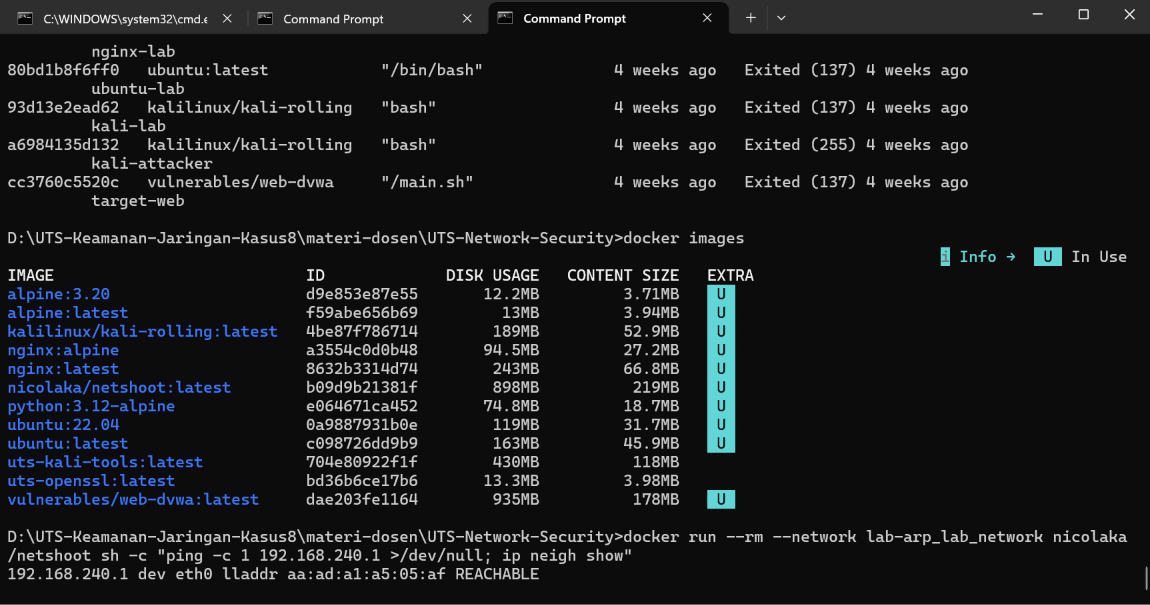 C:\WINDOWS\system32\cmd.e
Command Prompt
Command Prompt
nginx-lab
80bd1b8f6ff0 ubuntu:latest "/bin/bash" 4 weeks ago Exited (137) 4 weeks ago
ubuntu-lab
93d13e2ead62 kalilinux/kali-rolling "bash" 4 weeks ago Exited (137) 4 weeks ago
kali-lab
a6984135d132 kalilinux/kali-rolling "bash" 4 weeks ago Exited (255) 4 weeks ago
kali-attacker
cc3760c5520c vulnerables/web-dvwa "/main.sh" 4 weeks ago Exited (137) 4 weeks ago
target-web
D:\UTS-Keamanan-Jaringan-Kasus8\materi-dosen\UTS-Network-Security>docker images
i Info → U In Use
IMAGE ID DISK USAGE CONTENT SIZE EXTRA
alpine:3.20 d9e853e87e55 12.2MB 3.71MB U
alpine:latest f59abe656b69 13MB 3.94MB U
kalilinux/kali-rolling:latest 4be87f786714 189MB 52.9MB U
nginx:alpine a3554c0d0b48 94.5MB 27.2MB U
nginx:latest 8632b3314d74 243MB 66.8MB U
nicolaka/netshoot:latest b09d9b21381f 898MB 219MB U
python:3.12-alpine e064671ca452 74.8MB 18.7MB U
ubuntu:22.04 0a9887931b0e 119MB 31.7MB U
ubuntu:latest c098726dd9b9 163MB 45.9MB U
uts-kali-tools:latest 704e80922f1f 430MB 118MB
uts-openssl:latest bd36b6ce17b6 13.3MB 3.98MB
vulnerables/web-dvwa:latest dae203fe1164 935MB 178MB U
D:\UTS-Keamanan-Jaringan-Kasus8\materi-dosen\UTS-Network-Security>docker run --rm --network lab-arp_lab_network nicolaka
/netshoot sh -c "ping -c 1 192.168.240.1 >/dev/null; ip neigh show"
192.168.240.1 dev eth0 lladdr aa:ad:a1:a5:05:af REACHABLE